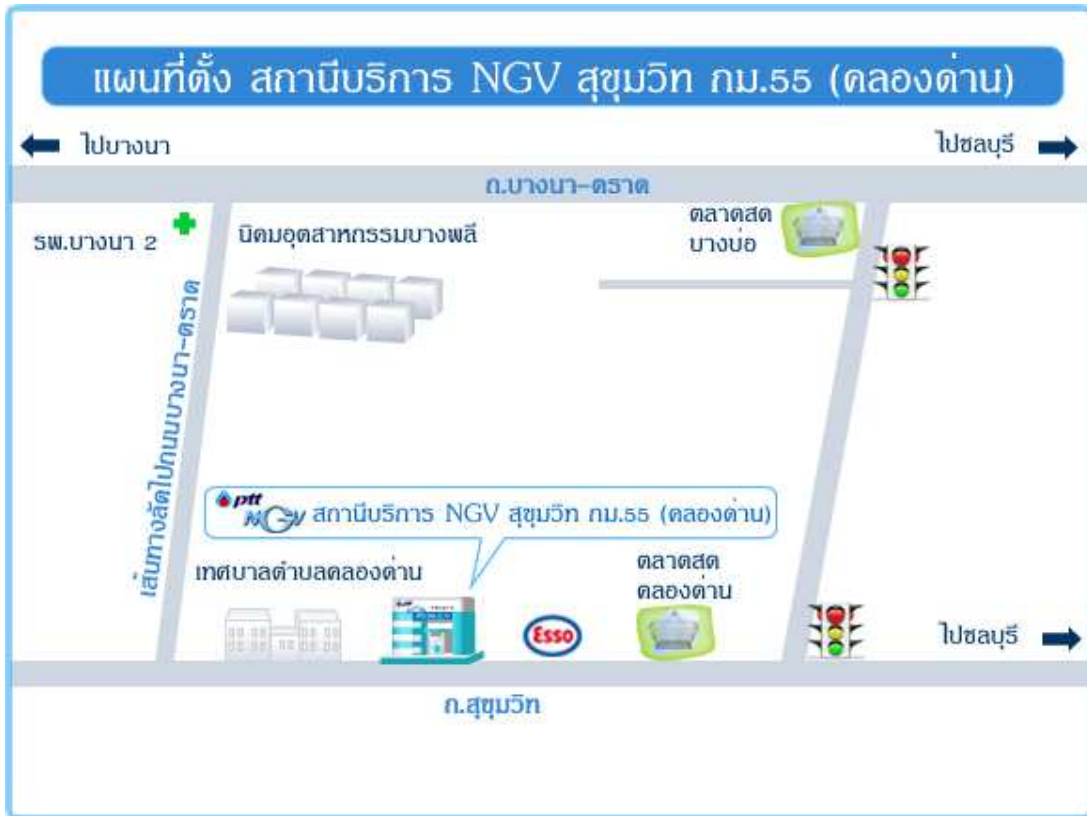 แผนที่ตั้ง สถานีบริการ NGV สุขุมวิท กม.55 (คลองด่าน)
ไปบางนา
ไปชลบุรี
ถ.บางนา-ตราด
รพ.บางนา 2
นิคมอุตสาหกรรมบางพลี
ตลาดสด
บางบ่อ
เส้นทางลัดไปถนนบางนา-ตราด
ptt
NGV สถานีบริการ NGV สุขุมวิท กม.55 (คลองด่าน)
เทศบาลตำบลคลองด่าน
ตลาดสด
คลองด่าน
Esso
ไปชลบุรี
ถ.สุขุมวิท